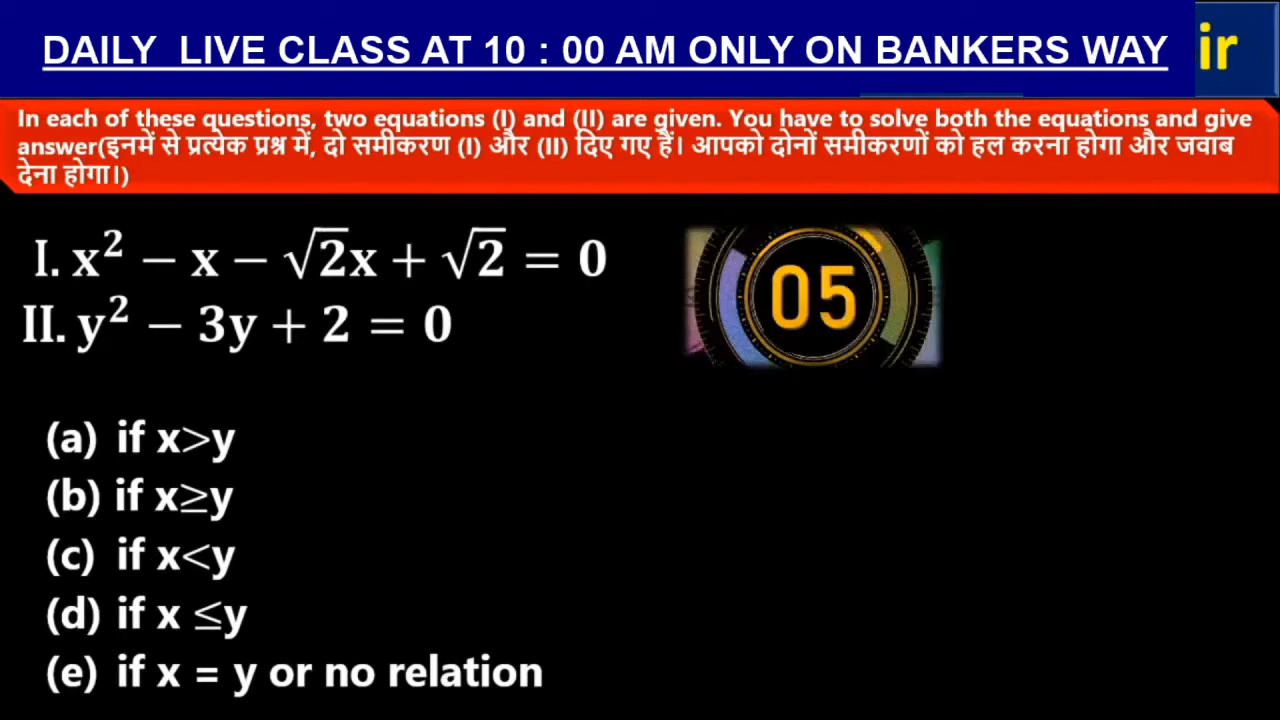 DAILY LIVE CLASS AT 10 : 00 AM ONLY ON BANKERS WAY
ir
In each of these questions, two equations (I) and (II) are given. You have to solve both the equations and give
answer(इनमें से प्रत्येक प्रश्न में, दो समीकरण (I) और (II) दिए गए हैं। आपको दोनों समीकरणों को हल करना होगा और जवाब
देना होगा।)
I. x² − x − √2x + √2 = 0
II. y² − 3y + 2 = 0
05
(a) if x>y
(b) if x≥y
(c) if x<y
(d) if x ≤y
(e) if x = y or no relation